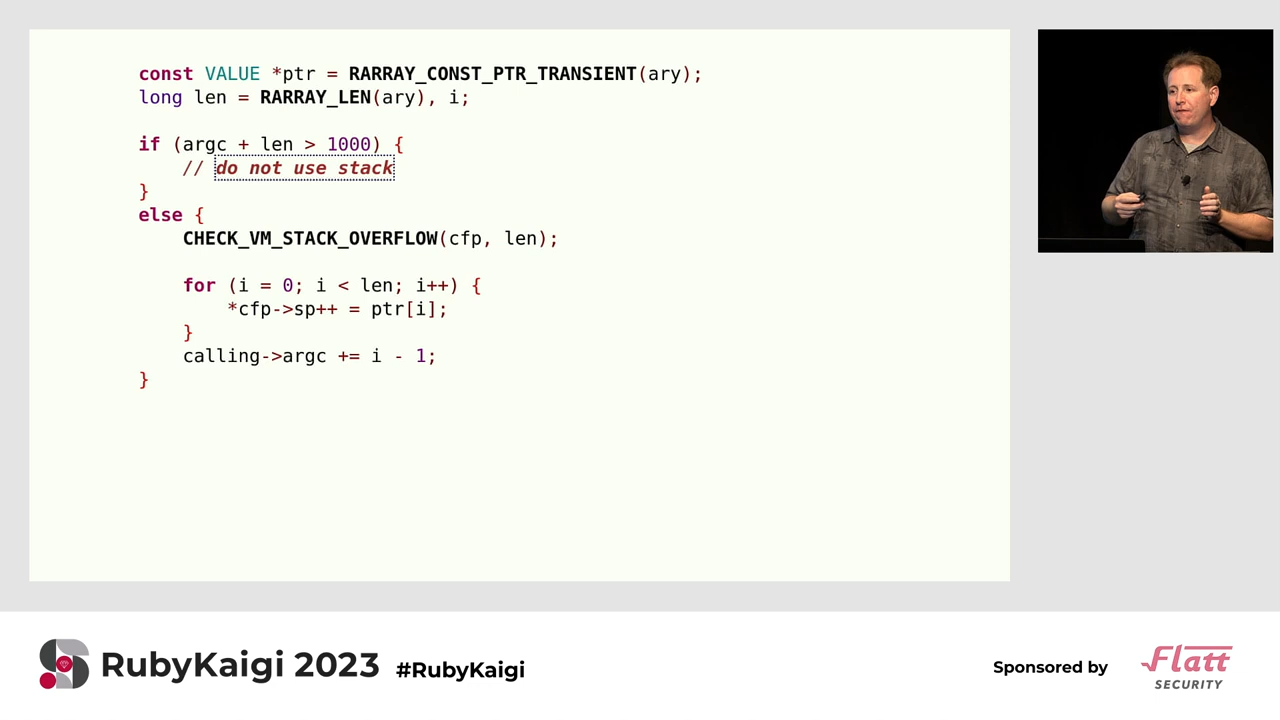 const VALUE *ptr = RARRAY_CONST_PTR_TRANSIENT(ary);
long len = RARRAY_LEN(ary), i;
if (argc + len > 1000) {
// do not use stack
}
else {
CHECK_VM_STACK_OVERFLOW(cfp, len);
for (i = 0; i < len; i++) {
*cfp->sp++ = ptr[i];
}
calling->argc += i - 1;
}
RubyKaigi 2023 #RubyKaigi
Sponsored by
Flatt
SECURITY